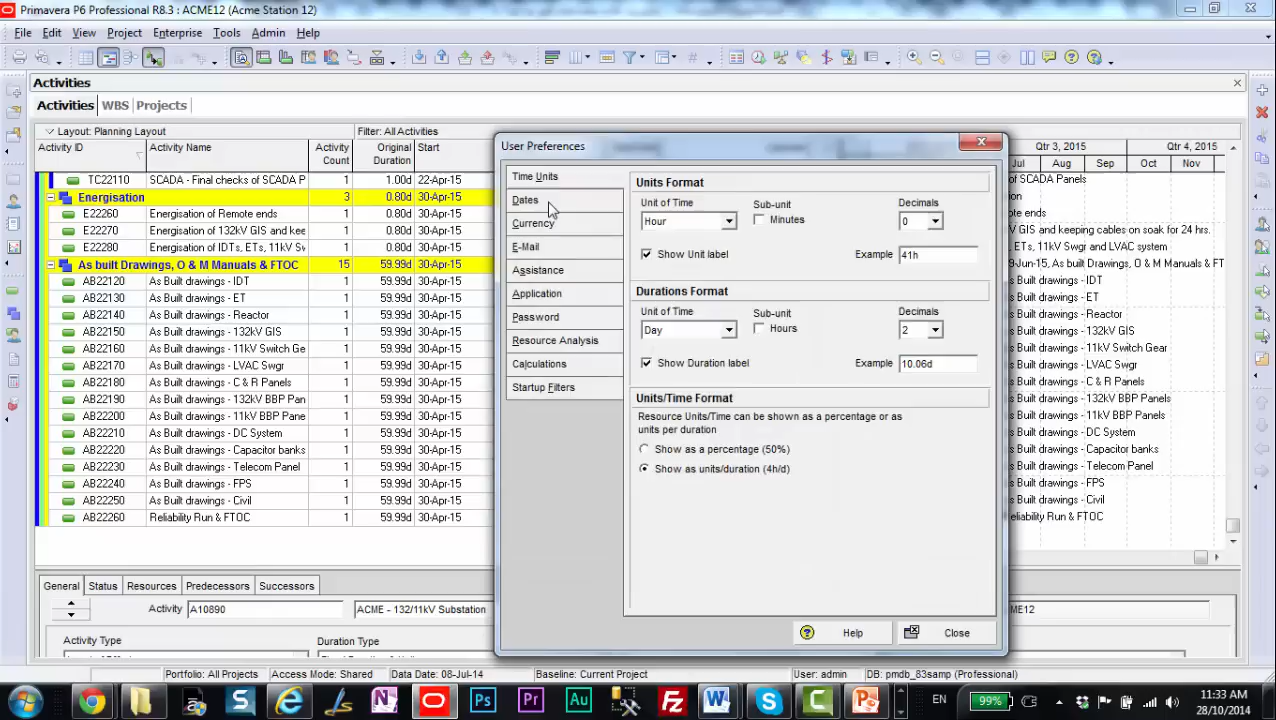 Primavera P6 Professional R8.3 : ACME12 (Acme Station 12)
File Edit View Project Enterprise Tools Admin Help
Activities
Activities WBS Projects
Layout: Planning Layout Filter: All Activities
Activity ID Activity Name Activity Count Original Duration Start
Qtr 3, 2015 Qtr 4, 2015
Jul Aug Sep Oct Nov
TC22110 SCADA - Final checks of SCADA P 1 1.00d 22-Apr-15 of SCADA Panels
Energisation 3 0.80d 30-Apr-15
E22260 Energisation of Remote ends 1 0.80d 30-Apr-15
E22270 Energisation of 132kV GIS and kee 1 0.80d 30-Apr-15 GIS and keeping cables on soak for 24 hrs.
E22280 Energisation of IDTs, ETs, 11kV Sv 1 0.80d 30-Apr-15 ETs, 11kV Swgr and LVAC system
As built Drawings, O & M Manuals & FTOC 15 59.99d 30-Apr-15 As built Drawings, O & M Manuals & FT
AB22120 As Built drawings - IDT 1 59.99d 30-Apr-15 s Built drawings - IDT
AB22130 As Built drawings - ET 1 59.99d 30-Apr-15 s Built drawings - ET
AB22140 As Built drawings - Reactor 1 59.99d 30-Apr-15 s Built drawings - Reactor
AB22150 As Built drawings - 132kV GIS 1 59.99d 30-Apr-15 s Built drawings - 132kV GIS
AB22160 As Built drawings - 11kV Switch Ge 1 59.99d 30-Apr-15 s Built drawings - 11kV Switch Gear
AB22170 As Built drawings - LVAC Swgr 1 59.99d 30-Apr-15 s Built drawings - LVAC Swgr
AB22180 As Built drawings - C & R Panels 1 59.99d 30-Apr-15 s Built drawings - C & R Panels
AB22190 As Built drawings - 132kV BBP Pan 1 59.99d 30-Apr-15 s Built drawings - 132kV BBP Panels
AB22200 As Built drawings - 11kV BBP Pane 1 59.99d 30-Apr-15 s Built drawings - 11kV BBP Panels
AB22210 As Built drawings - DC System 1 59.99d 30-Apr-15 s Built drawings - DC System
AB22220 As Built drawings - Capacitor banks 1 59.99d 30-Apr-15 s Built drawings - Capacitor banks
AB22230 As Built drawings - Telecom Panel 1 59.99d 30-Apr-15 s Built drawings - Telecom Panel
AB22240 As Built drawings - FPS 1 59.99d 30-Apr-15 s Built drawings - FPS
AB22250 As Built drawings - Civil 1 59.99d 30-Apr-15 s Built drawings - Civil
AB22260 Reliability Run & FTOC 1 59.99d 30-Apr-15 eliability Run & FTOC
User Preferences
Time Units
Dates
Currency
E-Mail
Assistance
Application
Password
Resource Analysis
Calculations
Startup Filters
Units Format
Unit of Time Sub-unit Decimals
Hour Minutes 0
Show Unit label Example 41h
Durations Format
Unit of Time Sub-unit Decimals
Day Hours 2
Show Duration label Example 10.06d
Units/Time Format
Resource Units/Time can be shown as a percentage or as
units per duration
Show as a percentage (50%)
Show as units/duration (4h/d)
Help Close
General Status Resources Predecessors Successors
Activity A10890 ACME - 132/11kV Substation ME12
Activity Type Duration Type
Portfolio: All Projects Access Mode: Shared Data Date: 08-Jul-14 Baseline: Current Project User: admin DB: pmdb_83samp (Professional)
EN 99% 11:33 AM
28/10/2014